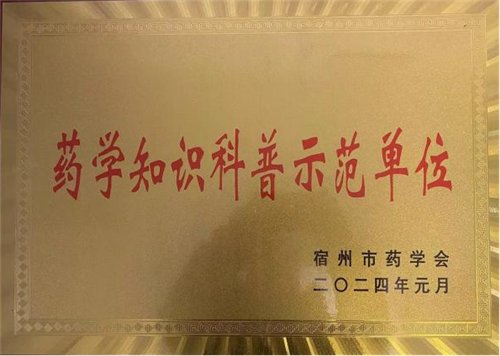 药学知识科普示范单位
宿州市药学会
二〇二四年元月